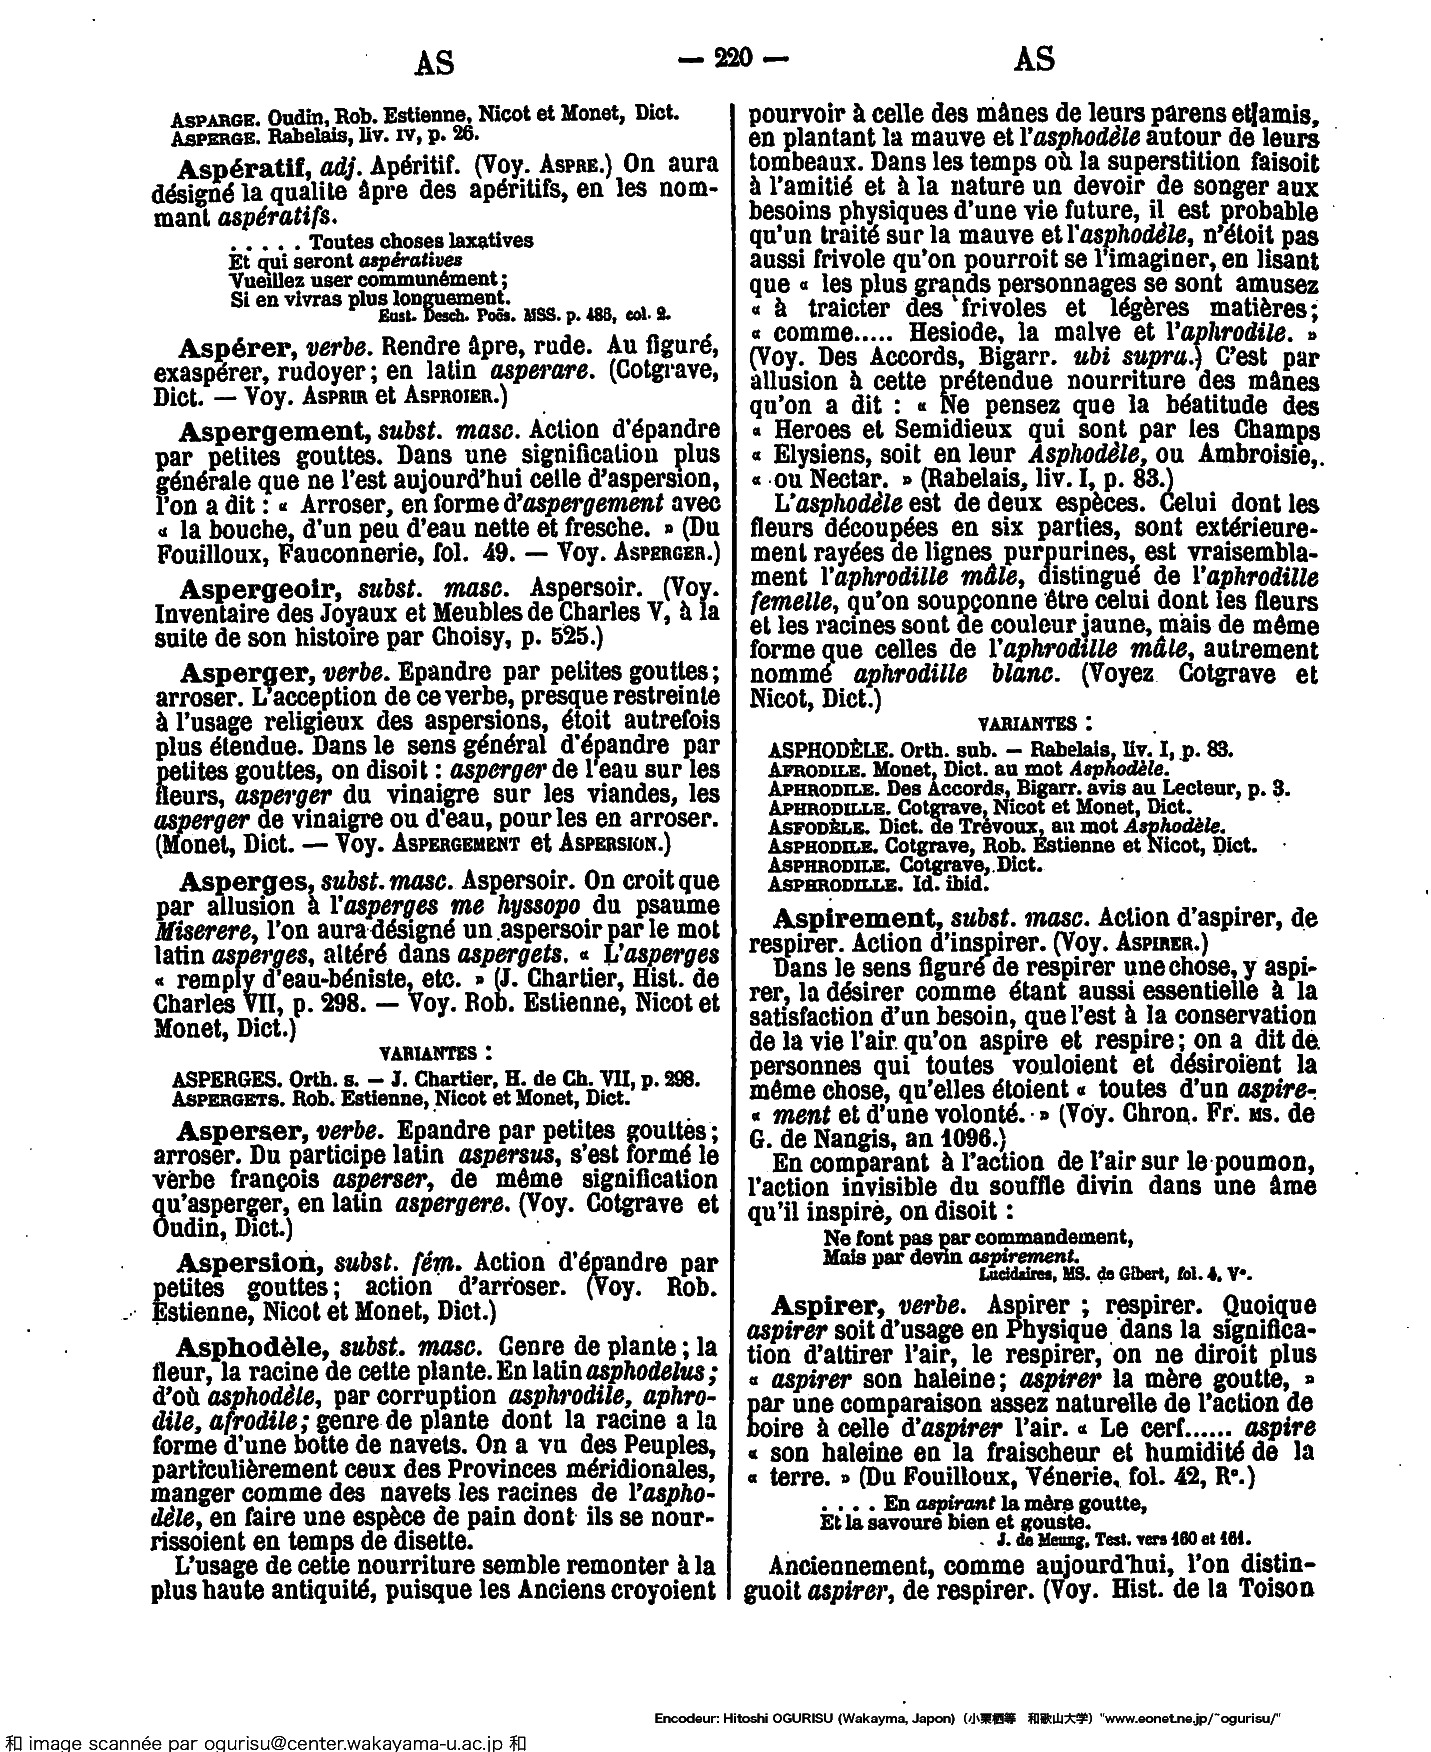 AS — 220 — AS
ASPARGE. Oudin, Rob. Estienne, Nicot et Monet, Dict.
ASPERGE. Rabelais, liv. IV, p. 26.
Aspératif, adj. Apéritif. (Voy. ASPRE.) On aura
désigné la qualite âpre des apéritifs, en les nom-
mant aspératifs.
. . . . . Toutes choses laxatives
Et qui seront aspératives
Vueillez user communément ;
Si en vivras plus longuement.
Eust. Desch. Poës. MSS. p. 488, col. 2.
Aspérer, verbe. Rendre âpre, rude. Au figuré,
exaspérer, rudoyer ; en latin asperare. (Cotgrave,
Dict. — Voy. ASPRIR et ASPROIER.)
Aspergement, subst. masc. Action d'épandre
par petites gouttes. Dans une signification plus
générale que ne l'est aujourd'hui celle d'aspersion,
l'on a dit : « Arroser, en forme d'aspergement avec
« la bouche, d'un peu d'eau nette et fresche. » (Du
Fouilloux, Fauconnerie, fol. 49. — Voy. ASPERGER.)
Aspergeoir, subst. masc. Aspersoir. (Voy.
Inventaire des Joyaux et Meubles de Charles V, à la
suite de son histoire par Choisy, p. 525.)
Asperger, verbe. Epandre par petites gouttes ;
arroser. L'acception de ce verbe, presque restreinte
à l'usage religieux des aspersions, étoit autrefois
plus étendue. Dans le sens général d'épandre par
petites gouttes, on disoit : asperger de l'eau sur les
fleurs, asperger du vinaigre sur les viandes, les
asperger de vinaigre ou d'eau, pour les en arroser.
(Monet, Dict. — Voy. ASPERGEMENT et ASPERSION.)
Asperges, subst. masc. Aspersoir. On croit que
par allusion à l'asperges me hyssopo du psaume
Miserere, l'on aura désigné un aspersoir par le mot
latin asperges, altéré dans aspergets. « L'asperges
« remply d'eau-béniste, etc. » (J. Chartier, Hist. de
Charles VII, p. 298. — Voy. Rob. Estienne, Nicot et
Monet, Dict.)
VARIANTES :
ASPERGES. Orth. s. — J. Chartier, H. de Ch. VII, p. 298.
ASPERGETS. Rob. Estienne, Nicot et Monet, Dict.
Asperser, verbe. Epandre par petites gouttes ;
arroser. Du participe latin aspersus, s'est formé le
verbe françois asperser, de même signification
qu'asperger, en latin aspergere. (Voy. Cotgrave et
Oudin, Dict.)
Aspersion, subst. fém. Action d'épandre par
petites gouttes ; action d'arroser. (Voy. Rob.
Estienne, Nicot et Monet, Dict.)
Asphodèle, subst. masc. Genre de plante ; la
fleur, la racine de cette plante. En latin asphodelus ;
d'où asphodèle, par corruption asphrodile, aphro-
dile, afrodile ; genre de plante dont la racine a la
forme d'une botte de navets. On a vu des Peuples,
particulièrement ceux des Provinces méridionales,
manger comme des navets les racines de l'aspho-
dèle, en faire une espèce de pain dont ils se nour-
rissoient en temps de disette.
L'usage de cette nourriture semble remonter à la
plus haute antiquité, puisque les Anciens croyoient
pourvoir à celle des mânes de leurs parens et amis,
en plantant la mauve et l'asphodèle autour de leurs
tombeaux. Dans les temps où la superstition faisoit
à l'amitié et à la nature un devoir de songer aux
besoins physiques d'une vie future, il est probable
qu'un traité sur la mauve et l'asphodèle, n'étoit pas
aussi frivole qu'on pourroit se l'imaginer, en lisant
que « les plus grands personnages se sont amusez
« à traicter des frivoles et légères matières ;
« comme..... Hesiode, la malve et l'aphrodile. »
(Voy. Des Accords, Bigarr. ubi supra.) C'est par
allusion à cette prétendue nourriture des mânes
qu'on a dit : « Ne pensez que la béatitude des
« Heroes et Semidieux qui sont par les Champs
« Elysiens, soit en leur Asphodèle, ou Ambroisie,
« ou Nectar. » (Rabelais, liv. I, p. 83.)
L'asphodèle est de deux espèces. Celui dont les
fleurs découpées en six parties, sont extérieure-
ment rayées de lignes purpurines, est vraisembla-
ment l'aphrodille mâle, distingué de l'aphrodille
femelle, qu'on soupçonne être celui dont les fleurs
et les racines sont de couleur jaune, mais de même
forme que celles de l'aphrodille mâle, autrement
nommé aphrodille blanc. (Voyez Cotgrave et
Nicot, Dict.)
VARIANTES :
ASPHODÈLE. Orth. sub. — Rabelais, liv. I, p. 83.
AFRODILE. Monet, Dict. au mot Asphodèle.
APHRODILE. Des Accords, Bigarr. avis au Lecteur, p. 3.
APHRODILLE. Cotgrave, Nicot et Monet, Dict.
ASFODÈLE. Dict. de Trévoux, au mot Asphodèle.
ASPHODILE. Cotgrave, Rob. Estienne et Nicot, Dict.
ASPHRODILE. Cotgrave, Dict.
ASPHRODILLE. Id. ibid.
Aspirement, subst. masc. Action d'aspirer, de
respirer. Action d'inspirer. (Voy. ASPIRER.)
Dans le sens figuré de respirer une chose, y aspi-
rer, la désirer comme étant aussi essentielle à la
satisfaction d'un besoin, que l'est à la conservation
de la vie l'air qu'on aspire et respire ; on a dit de
personnes qui toutes vouloient et désiroient la
même chose, qu'elles étoient « toutes d'un aspire-
« ment et d'une volonté. » (Voy. Chron. Fr. MS. de
G. de Nangis, an 1096.)
En comparant à l'action de l'air sur le poumon,
l'action invisible du souffle divin dans une âme
qu'il inspire, on disoit :
Ne font pas par commandement,
Mais par devin aspirement.
Lucidaires, MS. de Gibert, fol. 4, V°.
Aspirer, verbe. Aspirer ; respirer. Quoique
aspirer soit d'usage en Physique dans la significa-
tion d'attirer l'air, le respirer, on ne diroit plus
« aspirer son haleine ; aspirer la mère goutte, »
par une comparaison assez naturelle de l'action de
boire à celle d'aspirer l'air. « Le cerf...... aspire
« son haleine en la fraischeur et humidité de la
« terre. » (Du Fouilloux, Vénerie, fol. 42, R°.)
. . . . En aspirant la mère goutte,
Et la savoure bien et gouste.
J. de Meung, Test. vers 160 et 161.
Anciennement, comme aujourd'hui, l'on distin-
guoit aspirer, de respirer. (Voy. Hist. de la Toison
Encodeur: Hitoshi OGURISU (Wakayma, Japon) (小栗栖等 和歌山大学) "www.eonet.ne.jp/~ogurisu/"
和 image scannée par ogurisu@center.wakayama-u.ac.jp 和